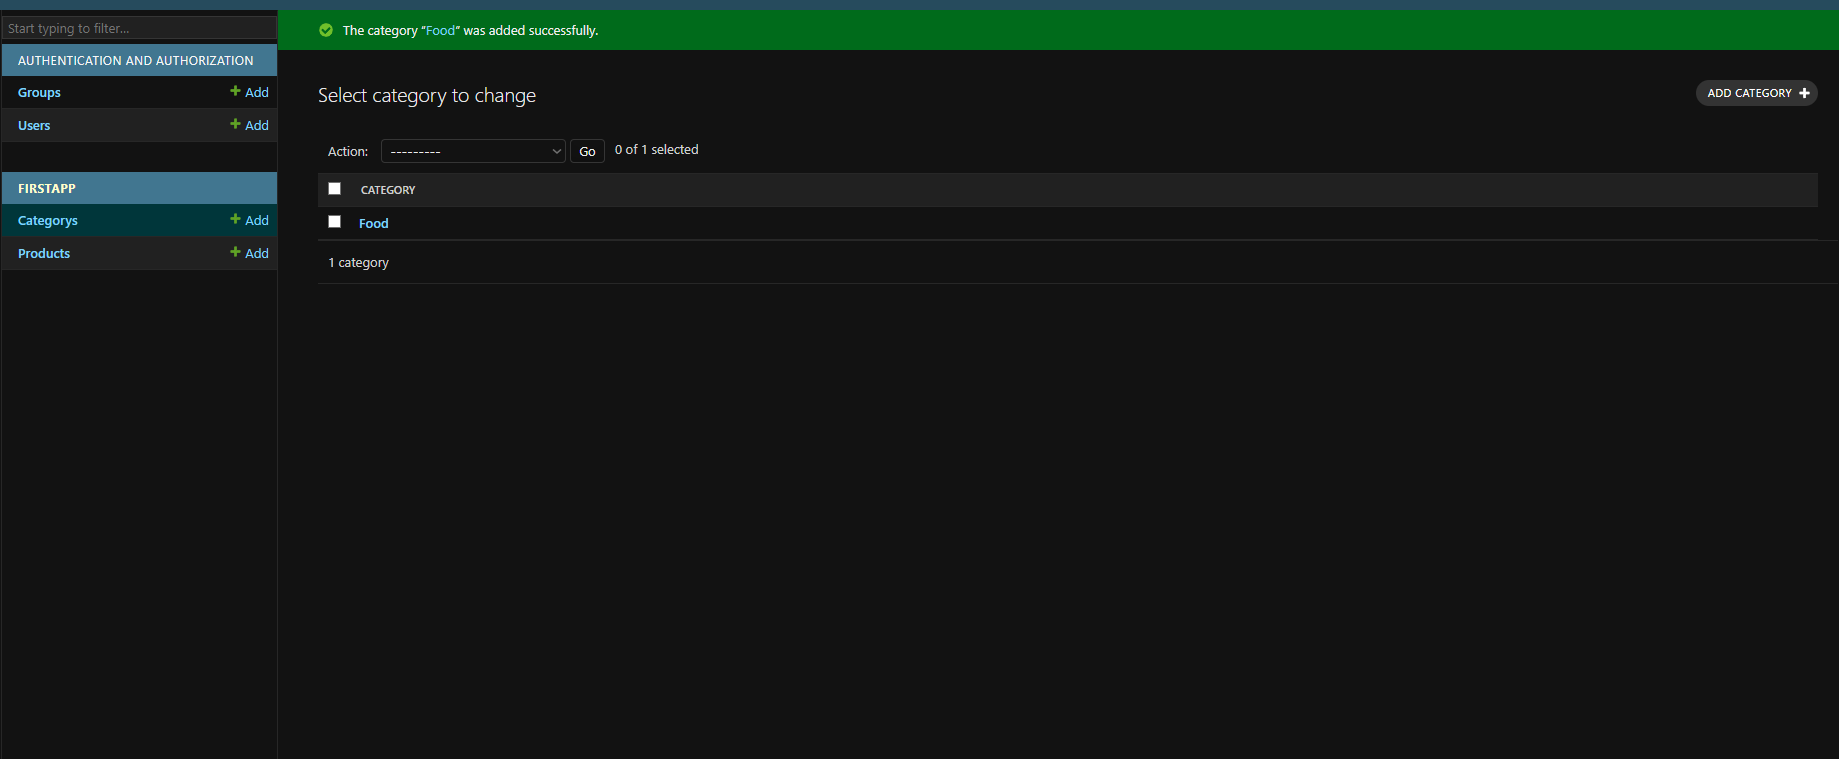 Start typing to filter...
AUTHENTICATION AND AUTHORIZATION
Groups + Add
Users + Add
FIRSTAPP
Categorys + Add
Products + Add
The category “Food” was added successfully.
Select category to change
ADD CATEGORY +
Action: --------- Go 0 of 1 selected
CATEGORY
Food
1 category